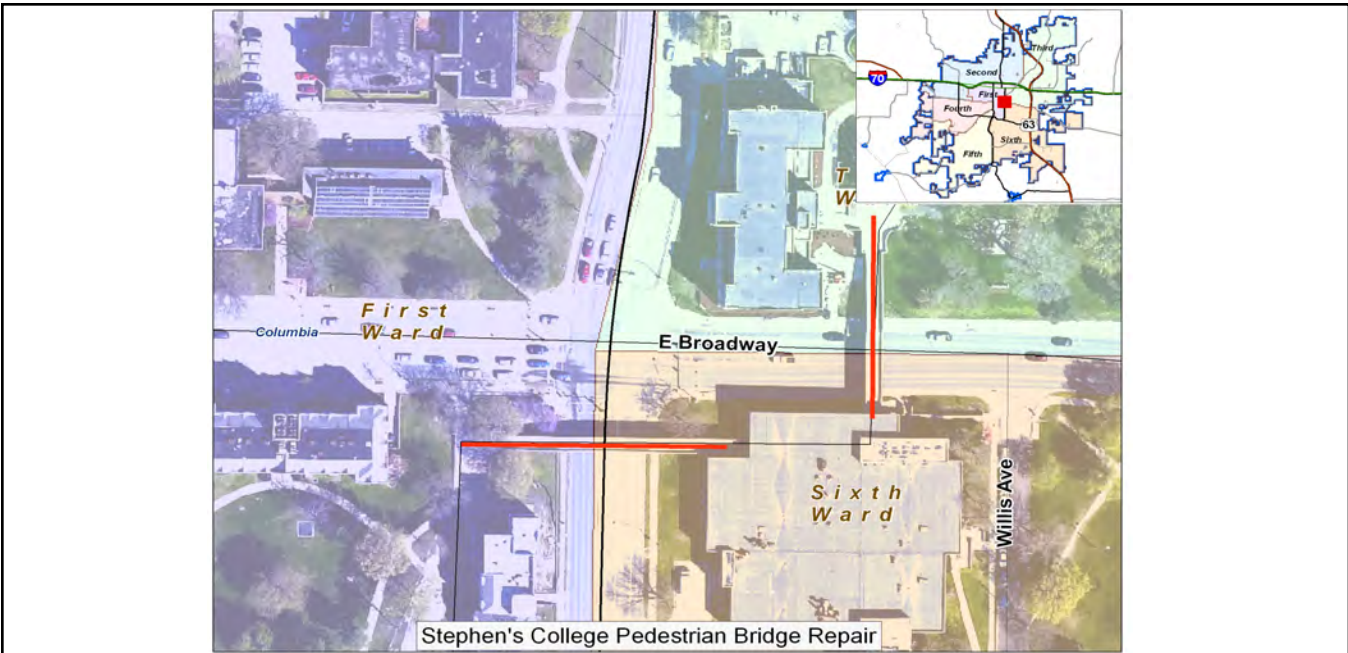 Third
Second
70
First
Fourth
63
Sixth
Fifth
T
W
First
Ward
Columbia
E Broadway
Sixth
Ward
Willis Ave
Stephen's College Pedestrian Bridge Repair